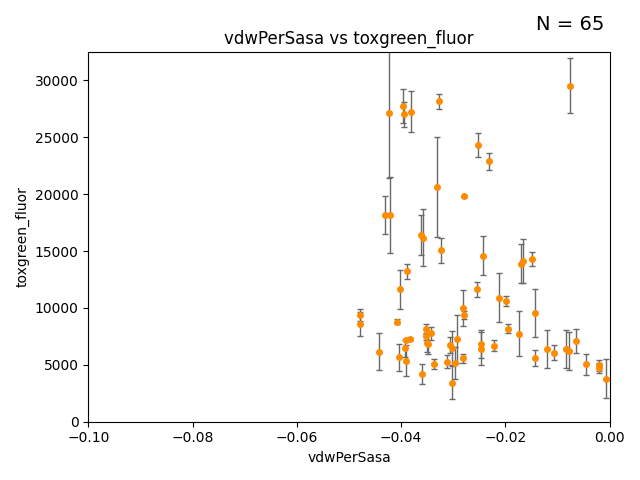 N = 65
vdwPerSasa vs toxgreen_fluor
30000
25000
20000
15000
10000
5000
0
toxgreen_fluor
−0.10 −0.08 −0.06 −0.04 −0.02 0.00
vdwPerSasa